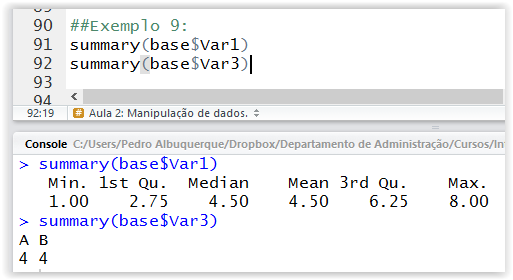 89
90 ##Exemplo 9:
91 summary(base$Var1)
92 summary(base$Var3)
93
94
92:19 # Aula 2: Manipulação de dados.
Console C:/Users/Pedro Albuquerque/Dropbox/Departamento de Administração/Cursos/Int
> summary(base$Var1)
Min. 1st Qu. Median Mean 3rd Qu. Max.
1.00 2.75 4.50 4.50 6.25 8.00
> summary(base$Var3)
A B
4 4